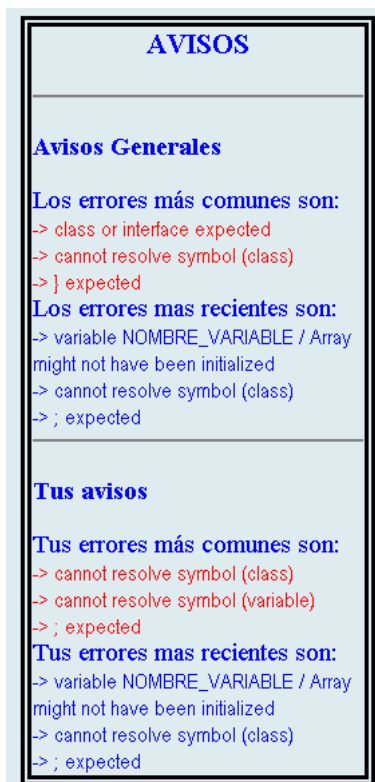 AVISOS
Avisos Generales
Los errores más comunes son:
-> class or interface expected
-> cannot resolve symbol (class)
-> } expected
Los errores mas recientes son:
-> variable NOMBRE_VARIABLE / Array
might not have been initialized
-> cannot resolve symbol (class)
-> ; expected
Tus avisos
Tus errores más comunes son:
-> cannot resolve symbol (class)
-> cannot resolve symbol (variable)
-> ; expected
Tus errores mas recientes son:
-> variable NOMBRE_VARIABLE / Array
might not have been initialized
-> cannot resolve symbol (class)
-> ; expected